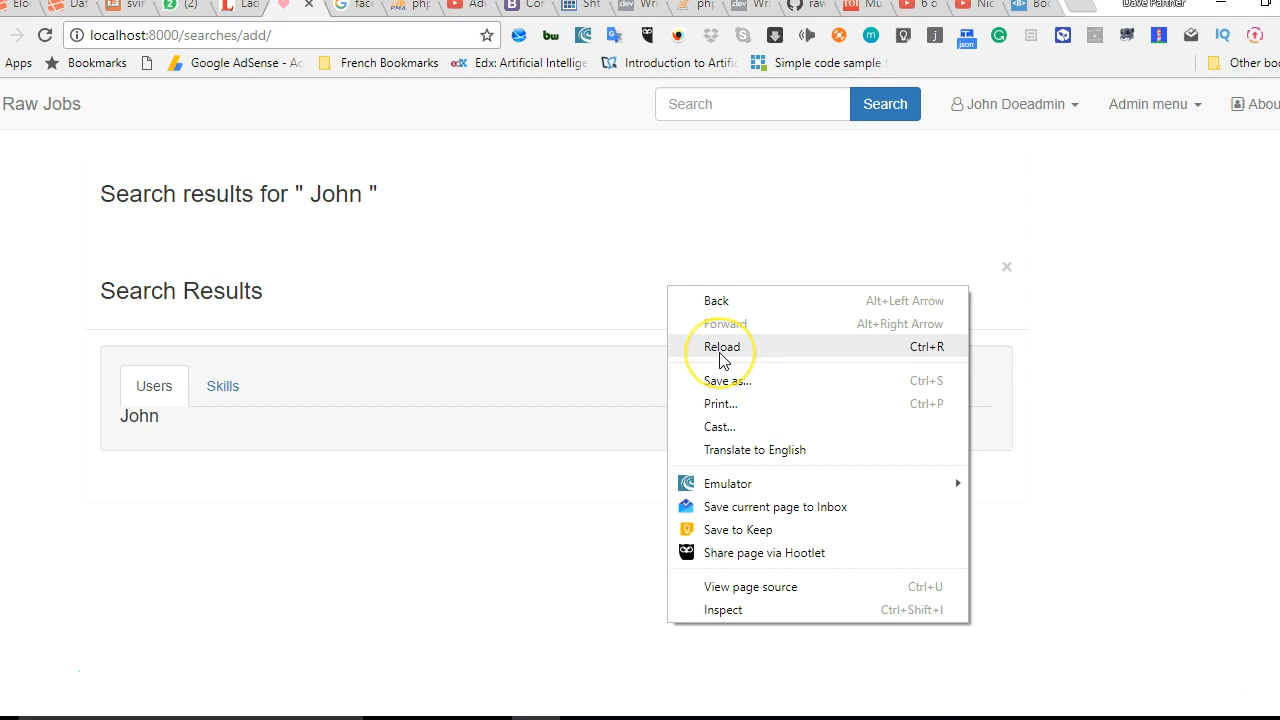 (2) Lad
Dave Partner
localhost:8000/searches/add/
Apps Bookmarks Google AdSense - Ac French Bookmarks Edx Artificial Intellige Introduction to Artific Simple code sample f Other boo
Raw Jobs Search Search John Doeadmin Admin menu Abou
Search results for " John "
×
Search Results
Users Skills
John
Back Alt+Left Arrow
Forward Alt+Right Arrow
Reload Ctrl+R
Save as... Ctrl+S
Print... Ctrl+P
Cast...
Translate to English
Emulator
Save current page to Inbox
Save to Keep
Share page via Hootlet
View page source Ctrl+U
Inspect Ctrl+Shift+I